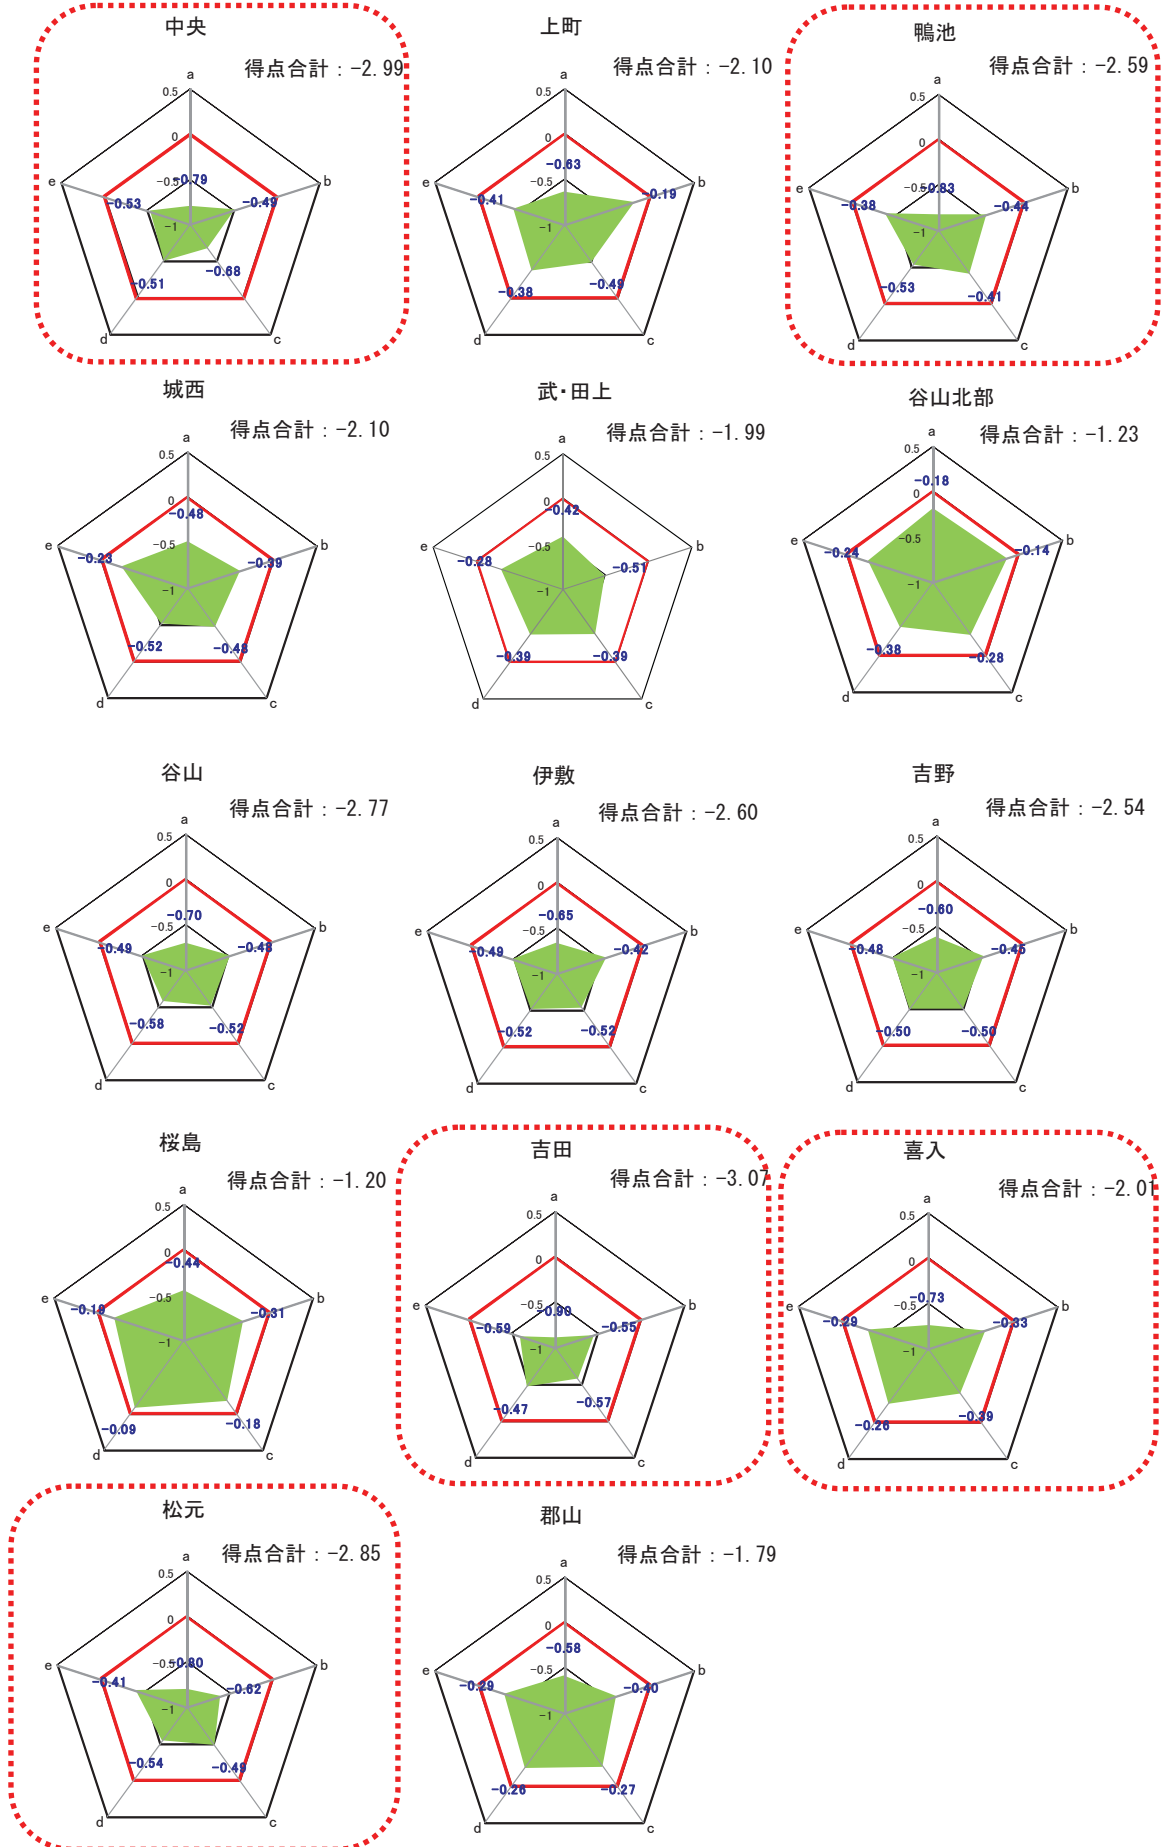 中央
得点合計：-2.99
a
0.5
0
-0.5
-1
-0.79
b
-0.49
c
-0.68
d
-0.51
e
-0.53
上町
得点合計：-2.10
a
0.5
0
-0.5
-1
-0.63
b
-0.19
c
-0.49
d
-0.38
e
-0.41
鴨池
得点合計：-2.59
a
0.5
0
-0.5
-1
-0.83
b
-0.44
c
-0.41
d
-0.53
e
-0.38
城西
得点合計：-2.10
a
0.5
0
-0.5
-1
-0.48
b
-0.39
c
-0.48
d
-0.52
e
-0.23
武・田上
得点合計：-1.99
a
0.5
0
-0.5
-1
-0.42
b
-0.51
c
-0.39
d
-0.39
e
-0.28
谷山北部
得点合計：-1.23
a
0.5
0
-0.5
-1
-0.18
b
-0.14
c
-0.28
d
-0.38
e
-0.24
谷山
得点合計：-2.77
a
0.5
0
-0.5
-1
-0.70
b
-0.48
c
-0.52
d
-0.58
e
-0.49
伊敷
得点合計：-2.60
a
0.5
0
-0.5
-1
-0.65
b
-0.42
c
-0.52
d
-0.52
e
-0.49
吉野
得点合計：-2.54
a
0.5
0
-0.5
-1
-0.60
b
-0.45
c
-0.50
d
-0.50
e
-0.48
桜島
得点合計：-1.20
a
0.5
0
-0.5
-1
-0.44
b
-0.31
c
-0.18
d
-0.09
e
-0.19
吉田
得点合計：-3.07
a
0.5
0
-0.5
-1
-0.90
b
-0.55
c
-0.57
d
-0.47
e
-0.59
喜入
得点合計：-2.01
a
0.5
0
-0.5
-1
-0.73
b
-0.33
c
-0.39
d
-0.26
e
-0.29
松元
得点合計：-2.85
a
0.5
0
-0.5
-1
-0.80
b
-0.62
c
-0.49
d
-0.54
e
-0.41
郡山
得点合計：-1.79
a
0.5
0
-0.5
-1
-0.58
b
-0.40
c
-0.27
d
-0.26
e
-0.29